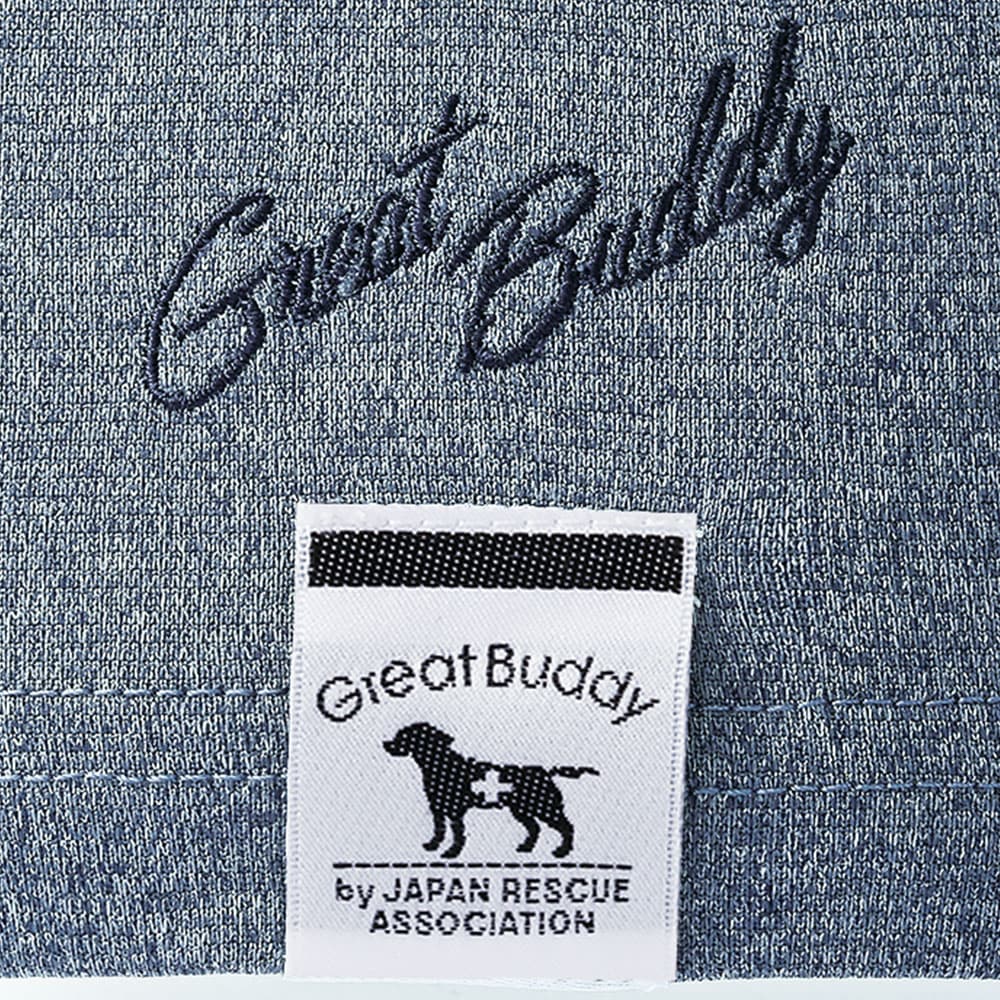 Great Buddy
Great Buddy
by JAPAN RESCUE
ASSOCIATION